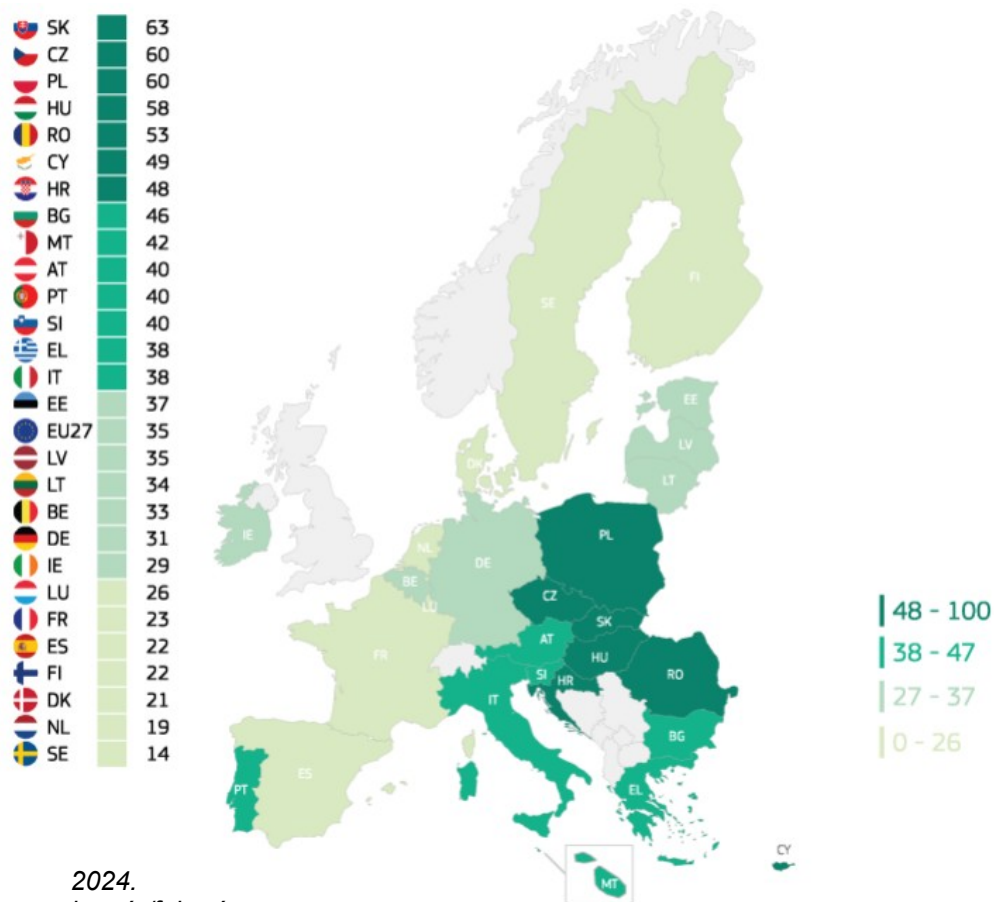 SK 63
CZ 60
PL 60
HU 58
RO 53
CY 49
HR 48
BG 46
MT 42
AT 40
PT 40
SI 40
EL 38
IT 38
EE 37
EU27 35
LV 35
LT 34
BE 33
DE 31
IE 29
LU 26
FR 23
ES 22
FI 22
DK 21
NL 19
SE 14
FI
SE
EE
LV
DK
LT
IE
PL
NL
DE
BE
CZ
LU
SK
AT
FR
HU
SI
HR
RO
IT
BG
ES
PT
EL
CY
MT
48 - 100
38 - 47
27 - 37
0 - 26
2024.